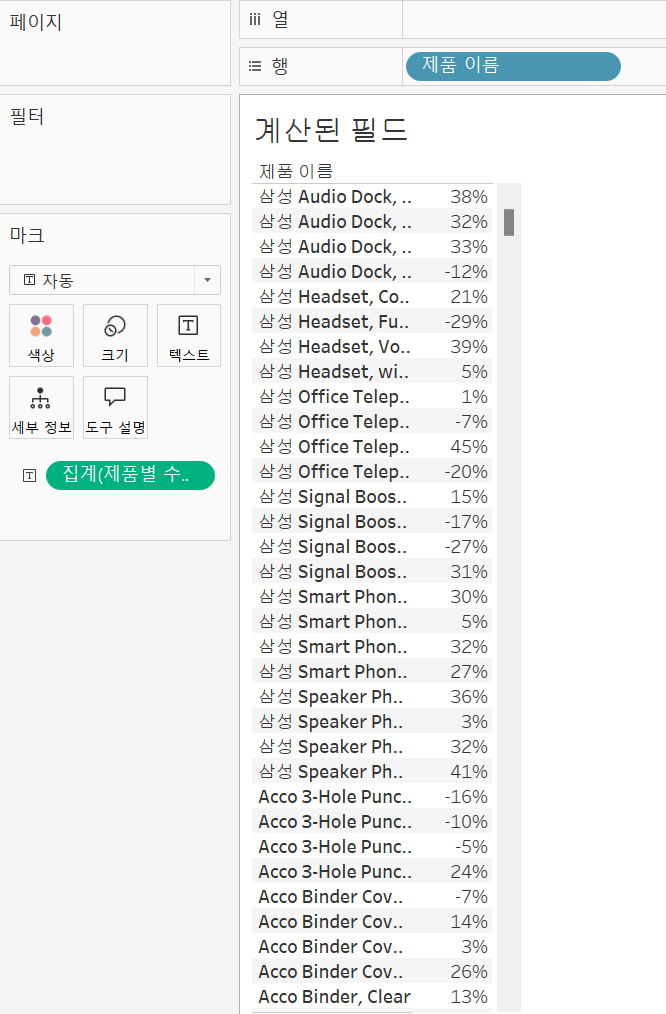 페이지
iii 열
행 제품 이름
필터
마크
자동
색상 크기 텍스트
세부 정보 도구 설명
집계(제품별 수..
계산된 필드
제품 이름
삼성 Audio Dock, .. 38%
삼성 Audio Dock, .. 32%
삼성 Audio Dock, .. 33%
삼성 Audio Dock, .. -12%
삼성 Headset, Co.. 21%
삼성 Headset, Fu.. -29%
삼성 Headset, Vo.. 39%
삼성 Headset, wi.. 5%
삼성 Office Telep.. 1%
삼성 Office Telep.. -7%
삼성 Office Telep.. 45%
삼성 Office Telep.. -20%
삼성 Signal Boos.. 15%
삼성 Signal Boos.. -17%
삼성 Signal Boos.. -27%
삼성 Signal Boos.. 31%
삼성 Smart Phon.. 30%
삼성 Smart Phon.. 5%
삼성 Smart Phon.. 32%
삼성 Smart Phon.. 27%
삼성 Speaker Ph.. 36%
삼성 Speaker Ph.. 3%
삼성 Speaker Ph.. 32%
삼성 Speaker Ph.. 41%
Acco 3-Hole Punc.. -16%
Acco 3-Hole Punc.. -10%
Acco 3-Hole Punc.. -5%
Acco 3-Hole Punc.. 24%
Acco Binder Cov.. -7%
Acco Binder Cov.. 14%
Acco Binder Cov.. 3%
Acco Binder Cov.. 26%
Acco Binder, Clear 13%